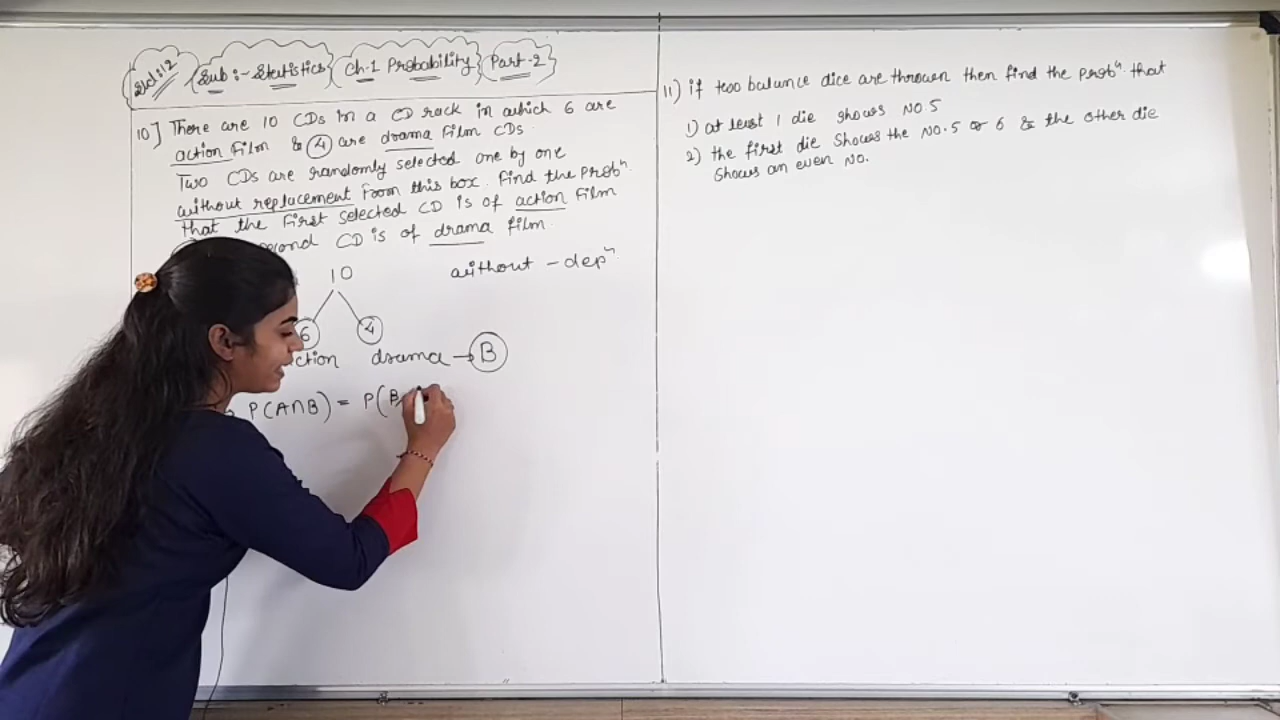 Std:12
Sub:- Statistics
Ch-1 Probability
Part-2
10] There are 10 CDs in a CD rack in which 6 are
action film & 4 are drama film CDs.
Two CDs are randomly selected one by one
without replacement from this box. Find the probⁿ.
that the first selected CD is of action film
second CD is of drama film.
10
without - depⁿ.
6 4
ction drama → B
P(A∩B) = P(B/
11) if two balance dice are thrown then find the probⁿ that
1) at least 1 die shows NO 5
2) the first die shows the NO. 5 or 6 & the other die
shows an even NO.